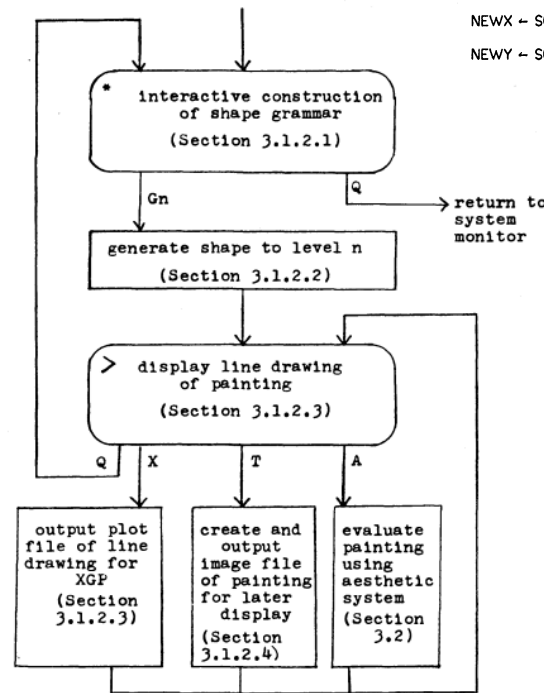 NEWX ← S
NEWY ← S
*
interactive construction
of shape grammar
(Section 3.1.2.1)
Gn
Q
return to
system
monitor
generate shape to level n
(Section 3.1.2.2)
>
display line drawing
of painting
(Section 3.1.2.3)
Q
X
T
A
output plot
file of line
drawing for
XGP
(Section
3.1.2.3)
create and
output
image file
of painting
for later
display
(Section
3.1.2.4)
evaluate
painting
using
aesthetic
system
(Section
3.2)